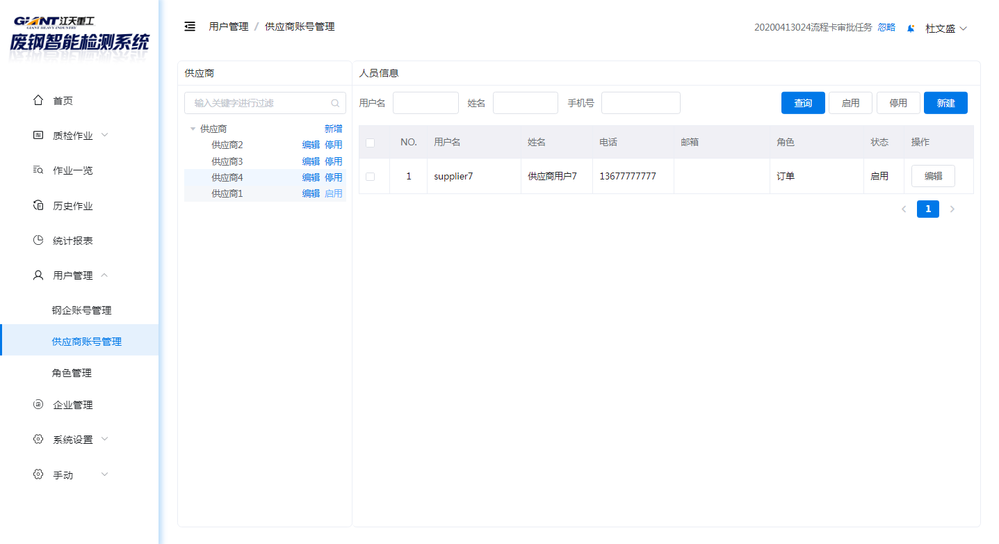 GIANT江天重工
GIANT HEAVY INDUSTRY
废钢智能检测系统
首页
质检作业
作业一览
历史作业
统计报表
用户管理
钢企账号管理
供应商账号管理
角色管理
企业管理
系统设置
手动
用户管理 / 供应商账号管理
20200413024流程卡审批任务 忽略 杜文盛
供应商
输入关键字进行过滤
供应商 新增
供应商2 编辑 停用
供应商3 编辑 停用
供应商4 编辑 停用
供应商1 编辑 启用
人员信息
用户名 姓名 手机号 查询 启用 停用 新建
NO. 用户名 姓名 电话 邮箱 角色 状态 操作
1 supplier7 供应商用户7 13677777777 订单 启用 编辑
1